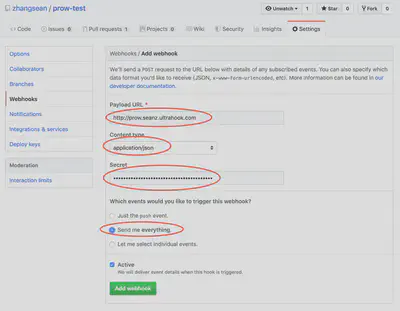 zhangsean / prow-test
Unwatch 1 Star 0 Fork 0
Code Issues 0 Pull requests 1 Projects 0 Wiki Security Insights Settings
Options
Collaborators
Branches
Webhooks
Notifications
Integrations & services
Deploy keys
Moderation
Interaction limits
Webhooks / Add webhook
We'll send a POST request to the URL below with details of any subscribed events. You can also specify
which data format you'd like to receive (JSON, x-www-form-urlencoded, etc). More information can be found in our
developer documentation.
Payload URL *
http://prow.seanz.ultrahook.com
Content type
application/json
Secret
••••••••••••••••••••••••••••••••••••••••
Which events would you like to trigger this webhook?
Just the push event.
Send me everything.
Let me select individual events.
Active
We will deliver event details when this hook is triggered.
Add webhook